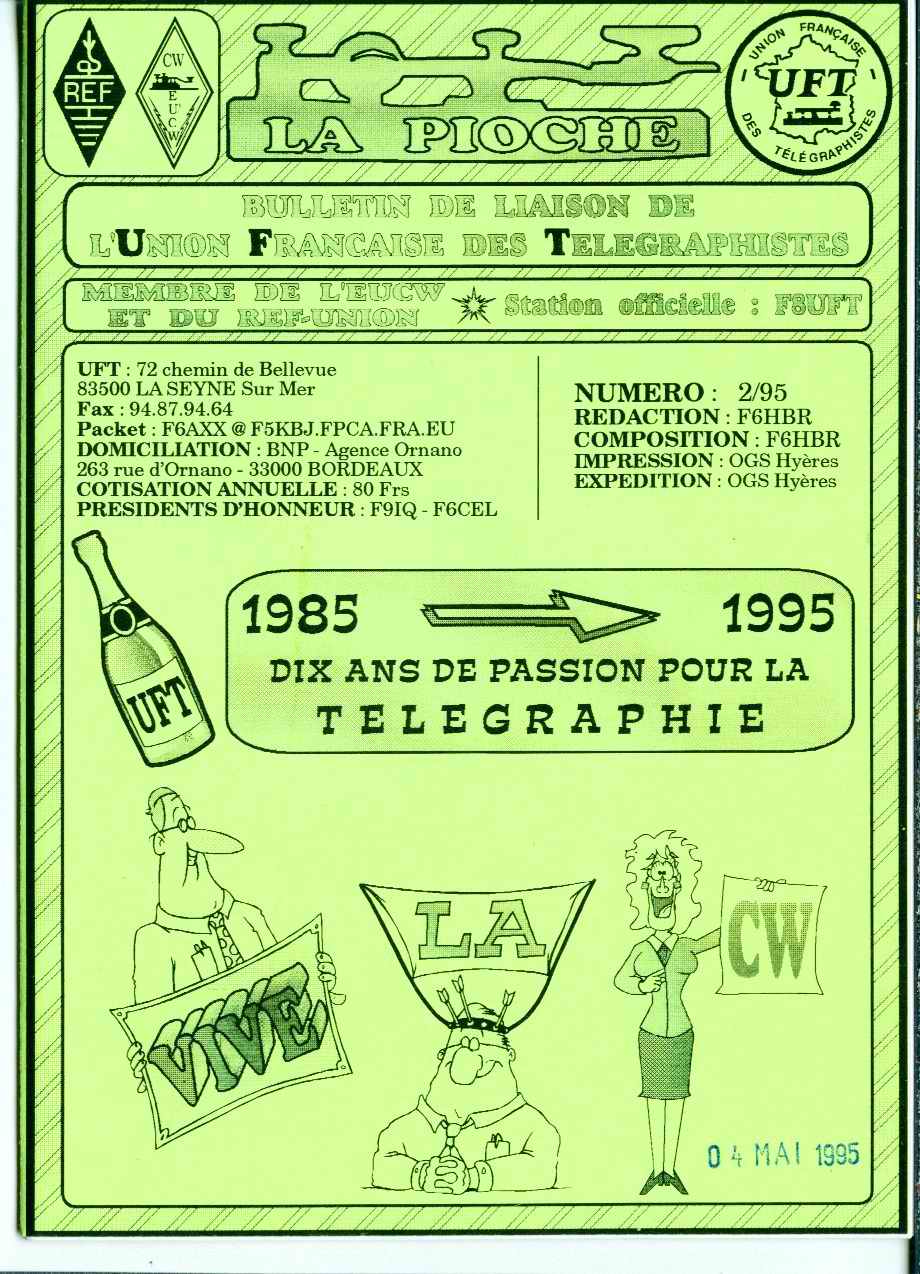 REF
CW
EUCW
LA PIOCHE
UNION FRANÇAISE
UFT
DES TÉLÉGRAPHISTES
BULLETIN DE LIAISON DE
L'UNION FRANCAISE DES TELEGRAPHISTES
MEMBRE DE L'EUCW
ET DU REF-UNION
Station officielle : F8UFT
UFT : 72 chemin de Bellevue
83500 LA SEYNE Sur Mer
Fax : 94.87.94.64
Packet : F6AXX @ F5KBJ.FPCA.FRA.EU
DOMICILIATION : BNP - Agence Ornano
263 rue d'Ornano - 33000 BORDEAUX
COTISATION ANNUELLE : 80 Frs
PRESIDENTS D'HONNEUR : F9IQ - F6CEL
NUMERO : 2/95
REDACTION : F6HBR
COMPOSITION : F6HBR
IMPRESSION : OGS Hyères
EXPEDITION : OGS Hyères
UFT
1985
1995
DIX ANS DE PASSION POUR LA
TELEGRAPHIE
VIVE
LA
CW
04 MAI 1995